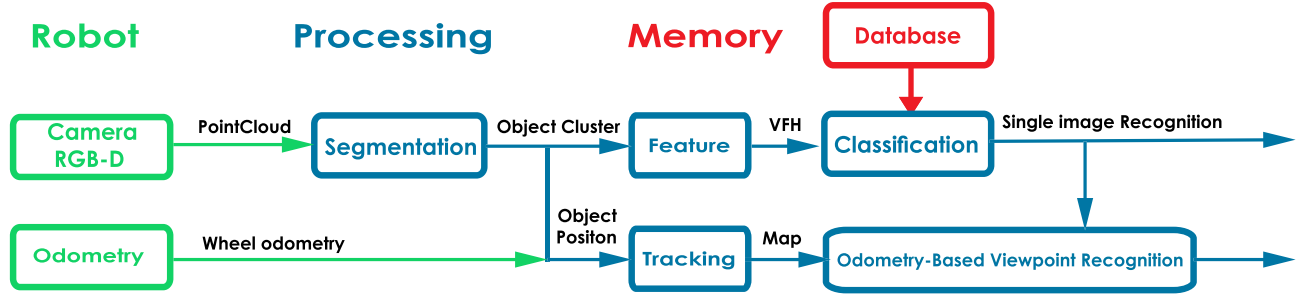 Robot
Processing
Memory
Database
Camera
RGB-D
PointCloud
Segmentation
Object Cluster
Feature
VFH
Classification
Single image Recognition
Odometry
Wheel odometry
Object
Positon
Tracking
Map
Odometry-Based Viewpoint Recognition